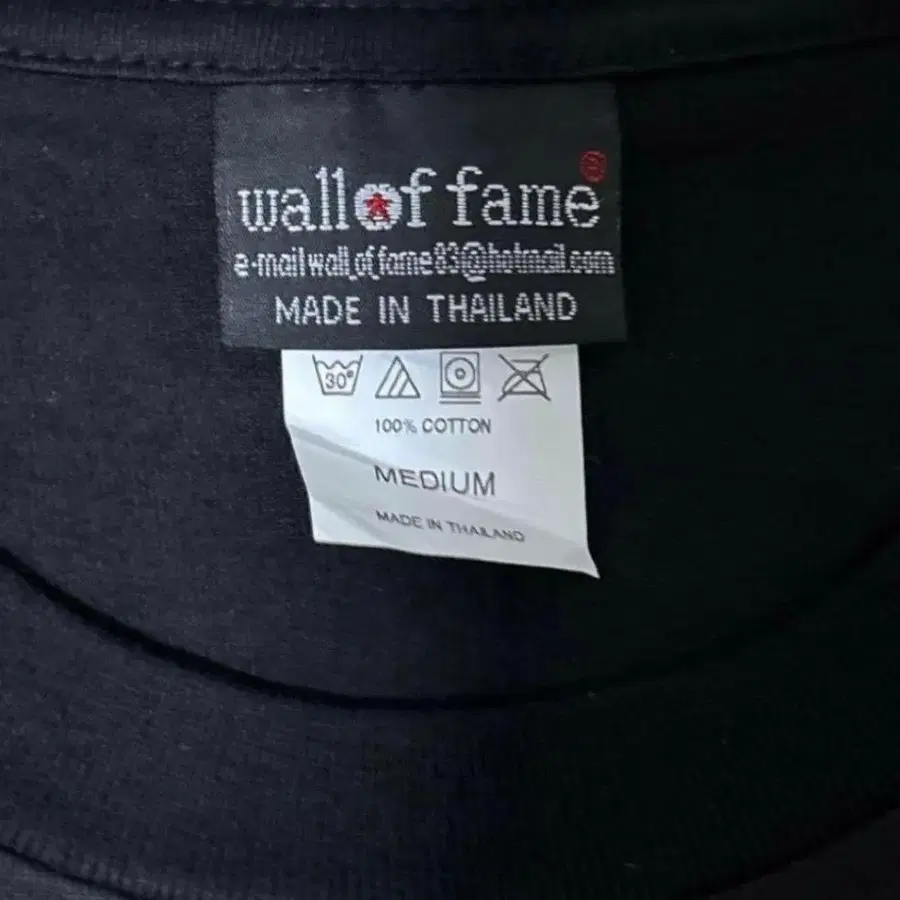 wall of fame®
e-mail wall_of_fame83@hotmail.com
MADE IN THAILAND
30°
100% COTTON
MEDIUM
MADE IN THAILAND